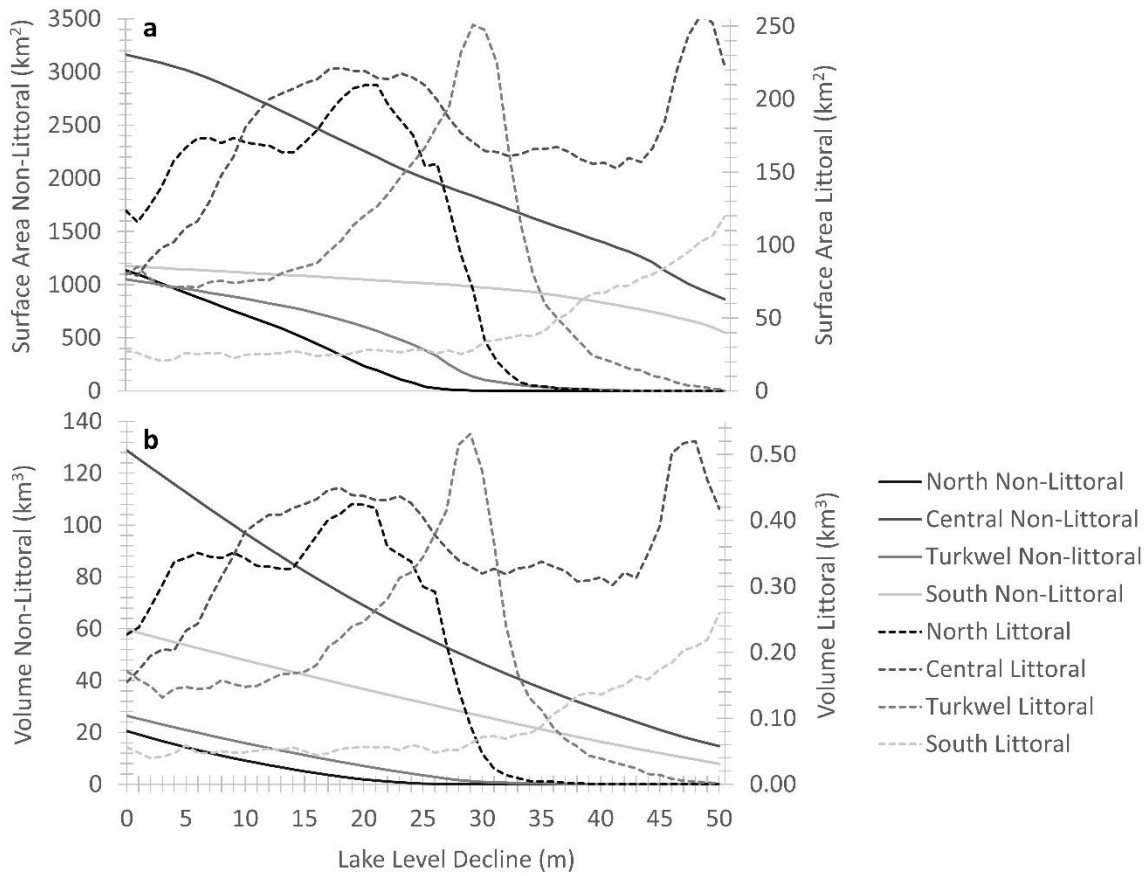 a
Surface Area Non-Littoral (km²)
3500
3000
2500
2000
1500
1000
500
0
250
200
150
100
50
0
Surface Area Littoral (km²)
b
Volume Non-Littoral (km³)
140
120
100
80
60
40
20
0
0.50
0.40
0.30
0.20
0.10
0.00
Volume Littoral (km³)
0 5 10 15 20 25 30 35 40 45 50
Lake Level Decline (m)
North Non-Littoral
Central Non-Littoral
Turkwel Non-littoral
South Non-Littoral
North Littoral
Central Littoral
Turkwel Littoral
South Littoral